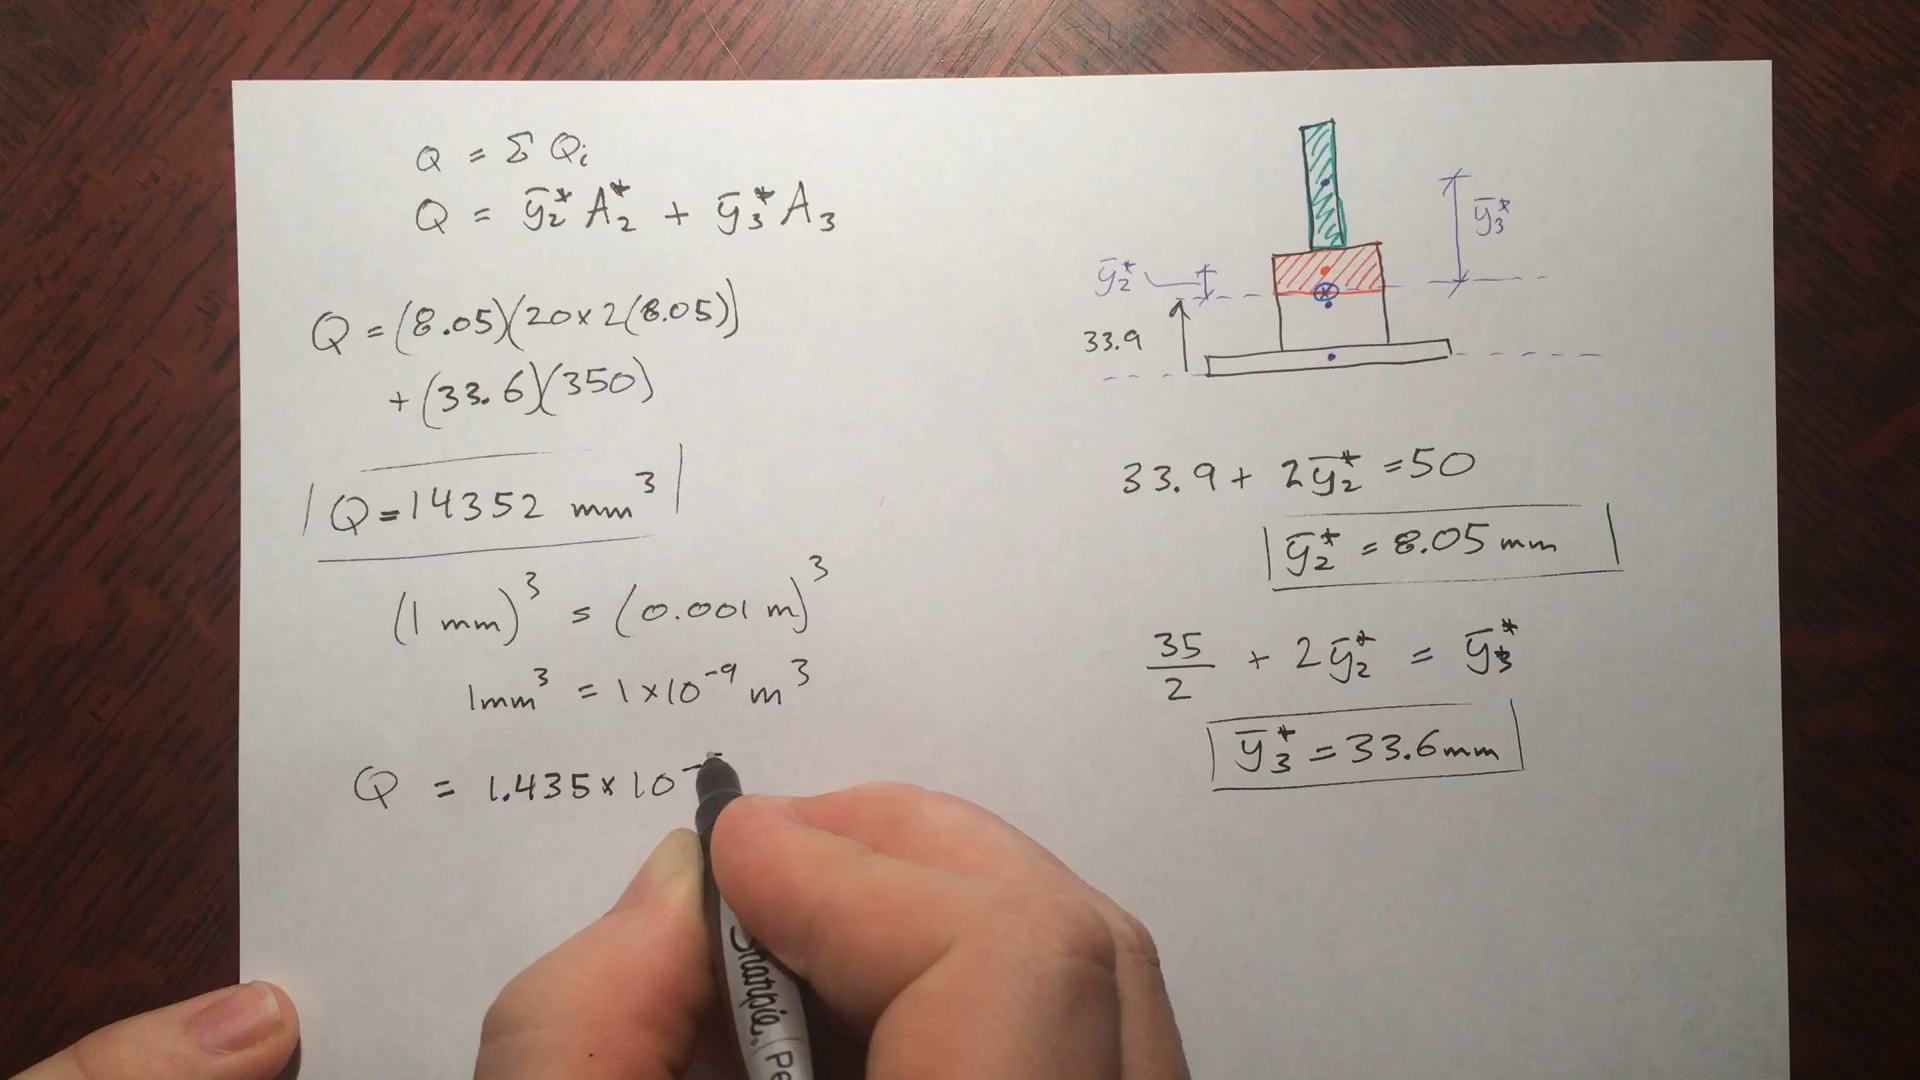 Q = Σ Qi
Q = ȳ₂* A₂* + ȳ₃* A₃
Q = (8.05)(20 x 2(8.05))
+ (33.6)(350)
Q = 14352 mm³
(1 mm)³ = (0.001 m)³
1mm³ = 1 x 10⁻⁹ m³
Q = 1.435 x 10⁻
ȳ₃*
ȳ₂*
33.9
33.9 + 2ȳ₂* = 50
ȳ₂* = 8.05 mm
35/2 + 2ȳ₂* = ȳ₃*
ȳ₃* = 33.6mm
Sharpie.
Pe